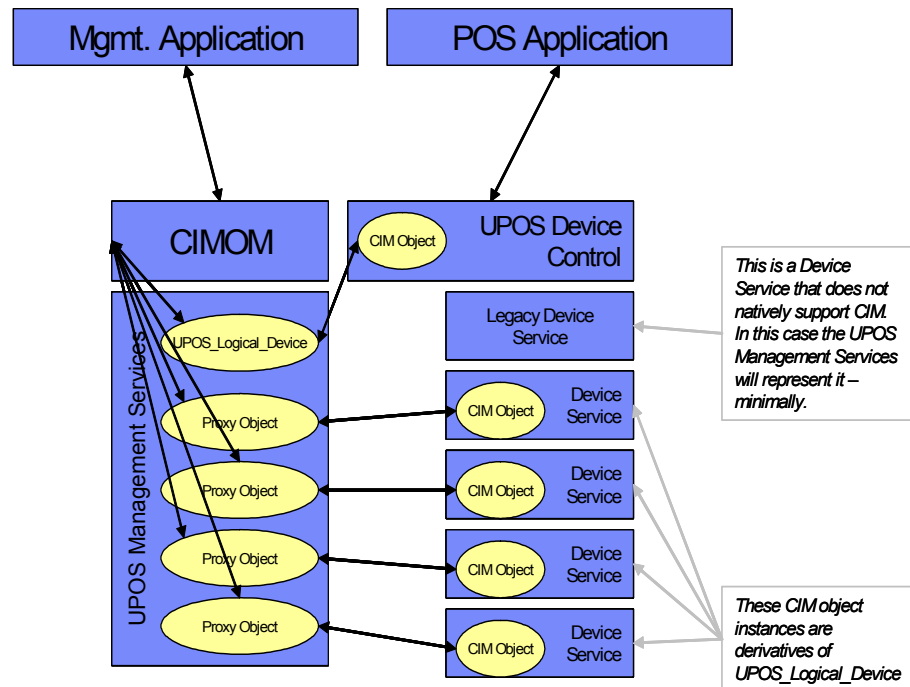 Mgmt. Application
POS Application
CIMOM
CIM Object
UPOS Device
Control
This is a Device
Service that does not
natively support CIM.
In this case the UPOS
Management Services
will represent it –
minimally.
UPOS Management Services
UPOS_Logical_Device
Legacy Device
Service
Proxy Object
CIM Object
Device
Service
Proxy Object
CIM Object
Device
Service
Proxy Object
CIM Object
Device
Service
Proxy Object
CIM Object
Device
Service
These CIM object
instances are
derivatives of
UPOS_Logical_Device